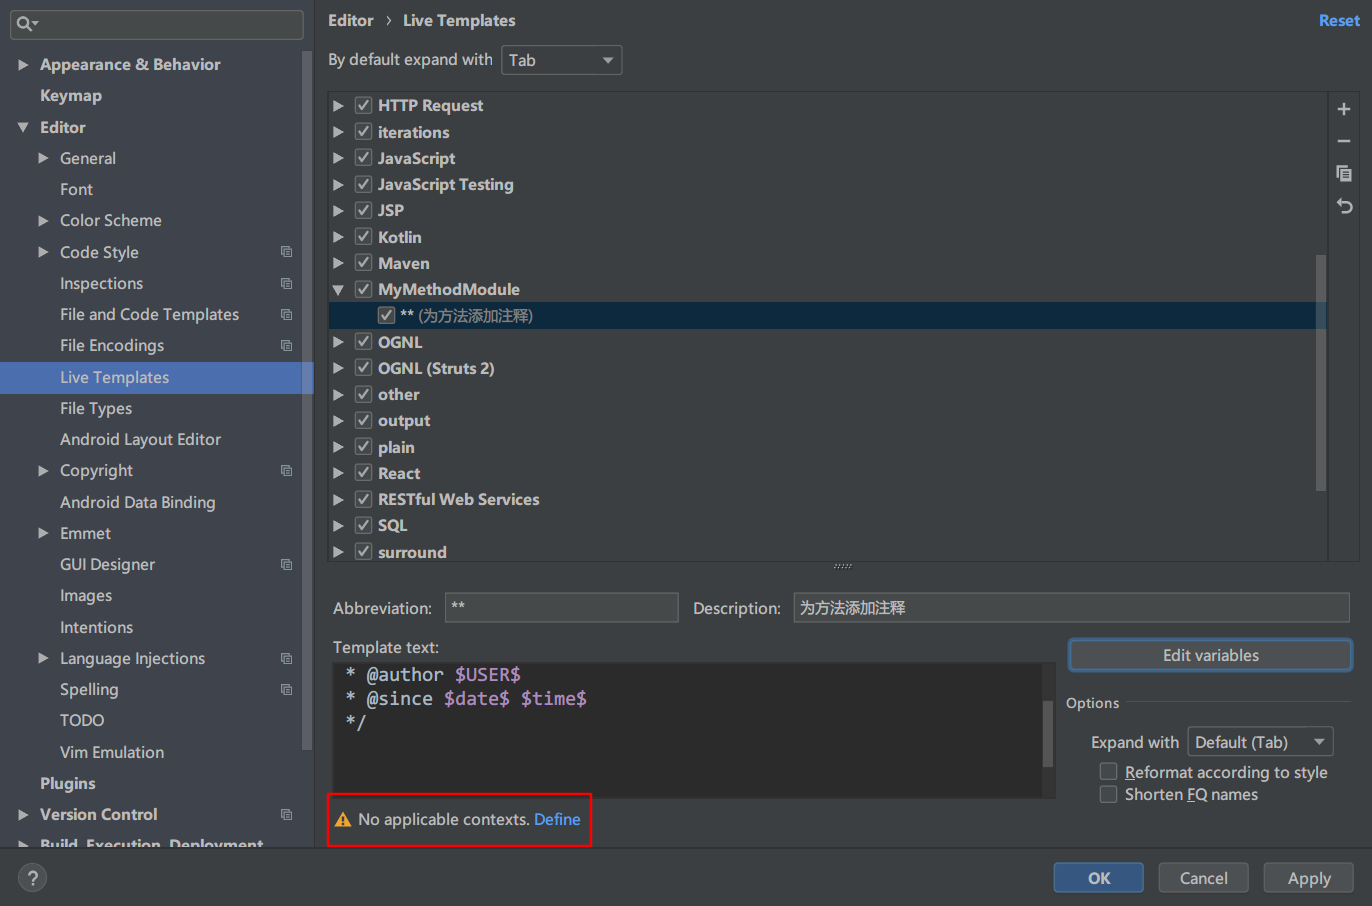 Appearance & Behavior
Keymap
Editor
General
Font
Color Scheme
Code Style
Inspections
File and Code Templates
File Encodings
Live Templates
File Types
Android Layout Editor
Copyright
Android Data Binding
Emmet
GUI Designer
Images
Intentions
Language Injections
Spelling
TODO
Vim Emulation
Plugins
Version Control
Build, Execution, Deployment
Editor › Live Templates
Reset
By default expand with Tab
HTTP Request
iterations
JavaScript
JavaScript Testing
JSP
Kotlin
Maven
MyMethodModule
** (为方法添加注释)
OGNL
OGNL (Struts 2)
other
output
plain
React
RESTful Web Services
SQL
surround
Abbreviation: ** Description: 为方法添加注释
Template text:
* @author $USER$
* @since $date$ $time$
*/
Edit variables
Options
Expand with Default (Tab)
Reformat according to style
Shorten FQ names
No applicable contexts. Define
?
OK Cancel Apply